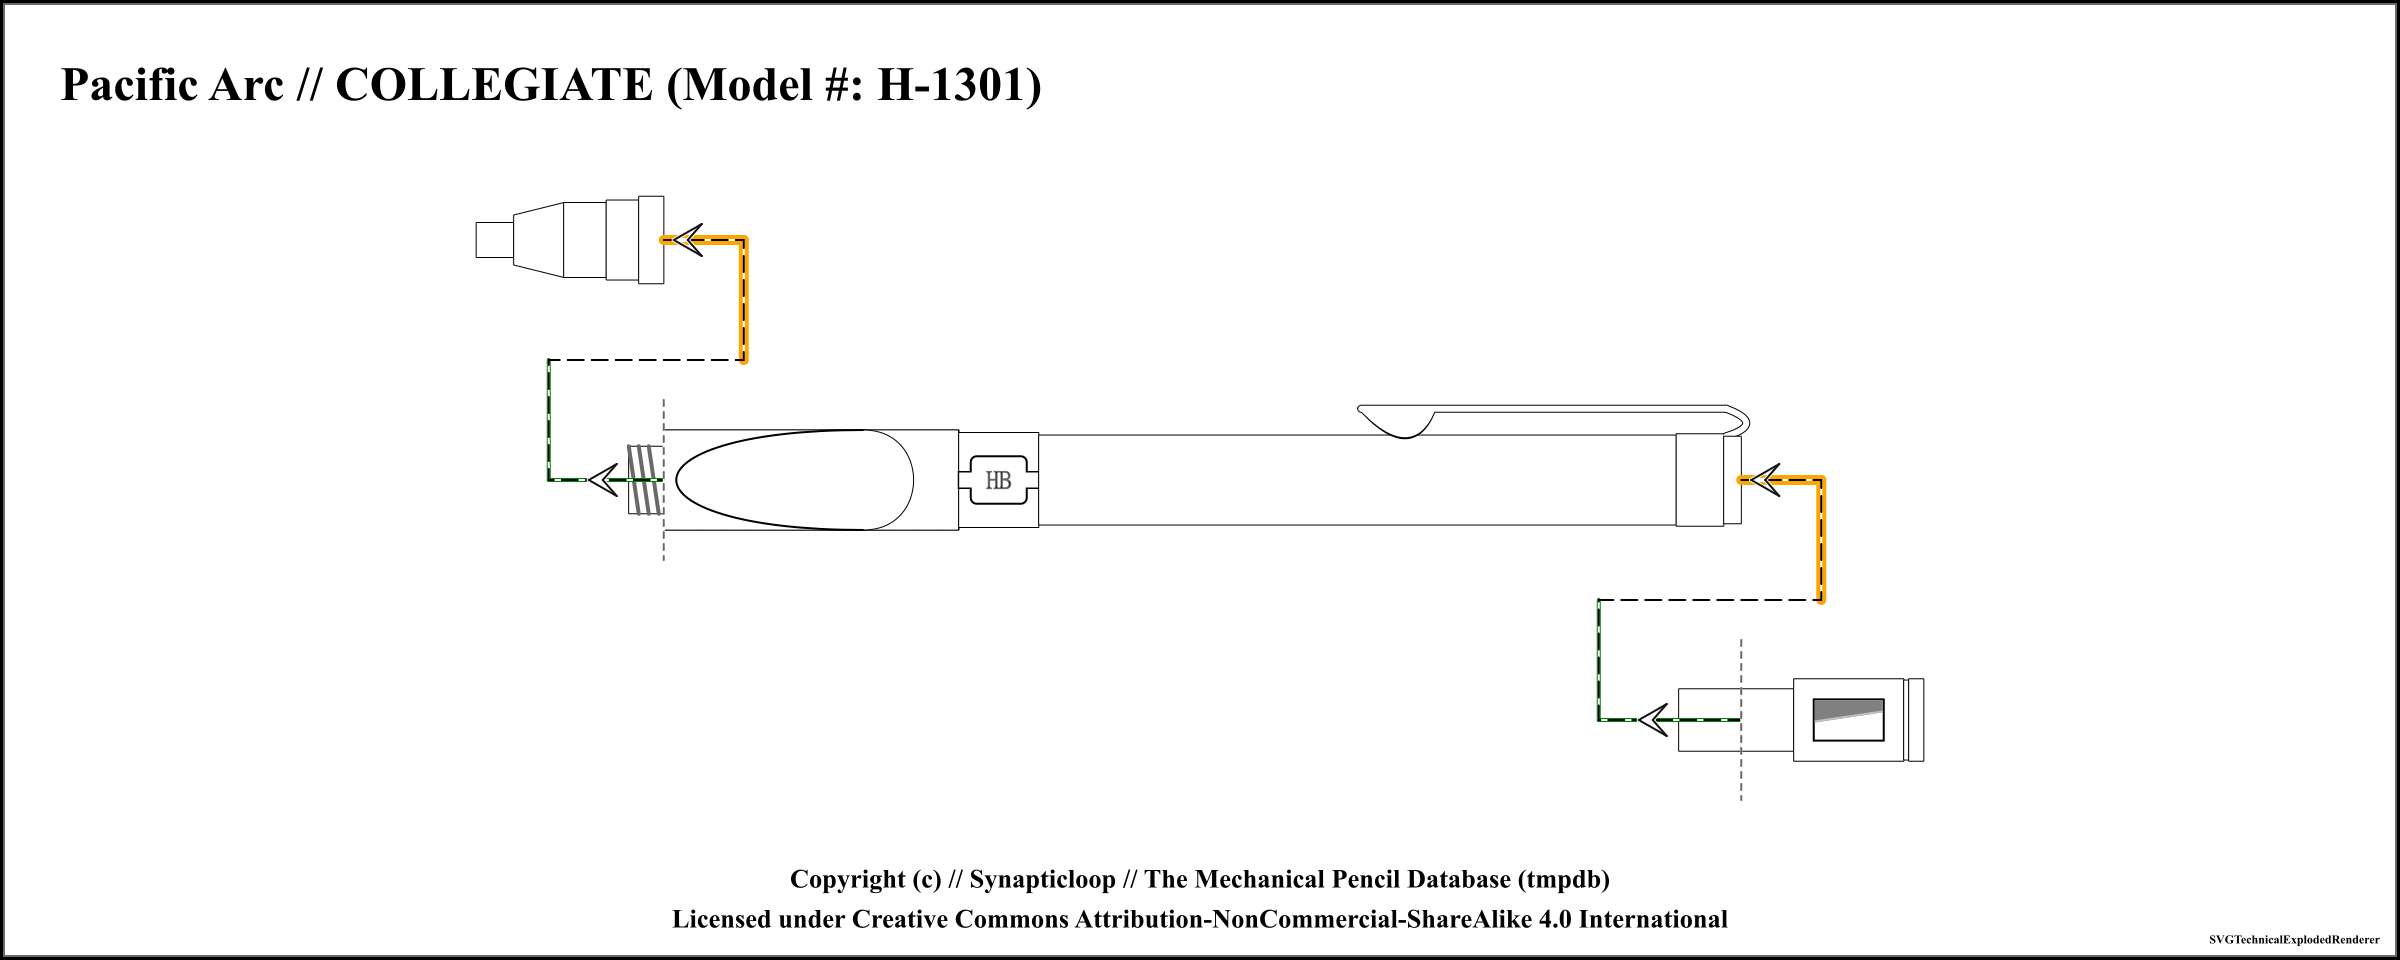 Pacific Arc // COLLEGIATE (Model #: H-1301)
HB
Copyright (c) // Synapticloop // The Mechanical Pencil Database (tmpdb)
Licensed under Creative Commons Attribution-NonCommercial-ShareAlike 4.0 International
SVGTechnicalExplodedRenderer